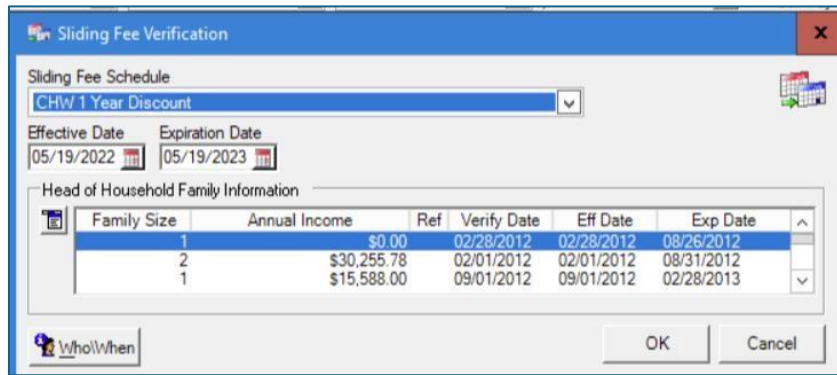 Sliding Fee Verification
x
Sliding Fee Schedule
CHW 1 Year Discount
Effective Date Expiration Date
05/19/2022 05/19/2023
Head of Household Family Information
Family Size Annual Income Ref Verify Date Eff Date Exp Date
1 $0.00 02/28/2012 02/28/2012 08/26/2012
2 $30,255.78 02/01/2012 02/01/2012 08/31/2012
1 $15,588.00 09/01/2012 09/01/2012 02/28/2013
Who\When OK Cancel